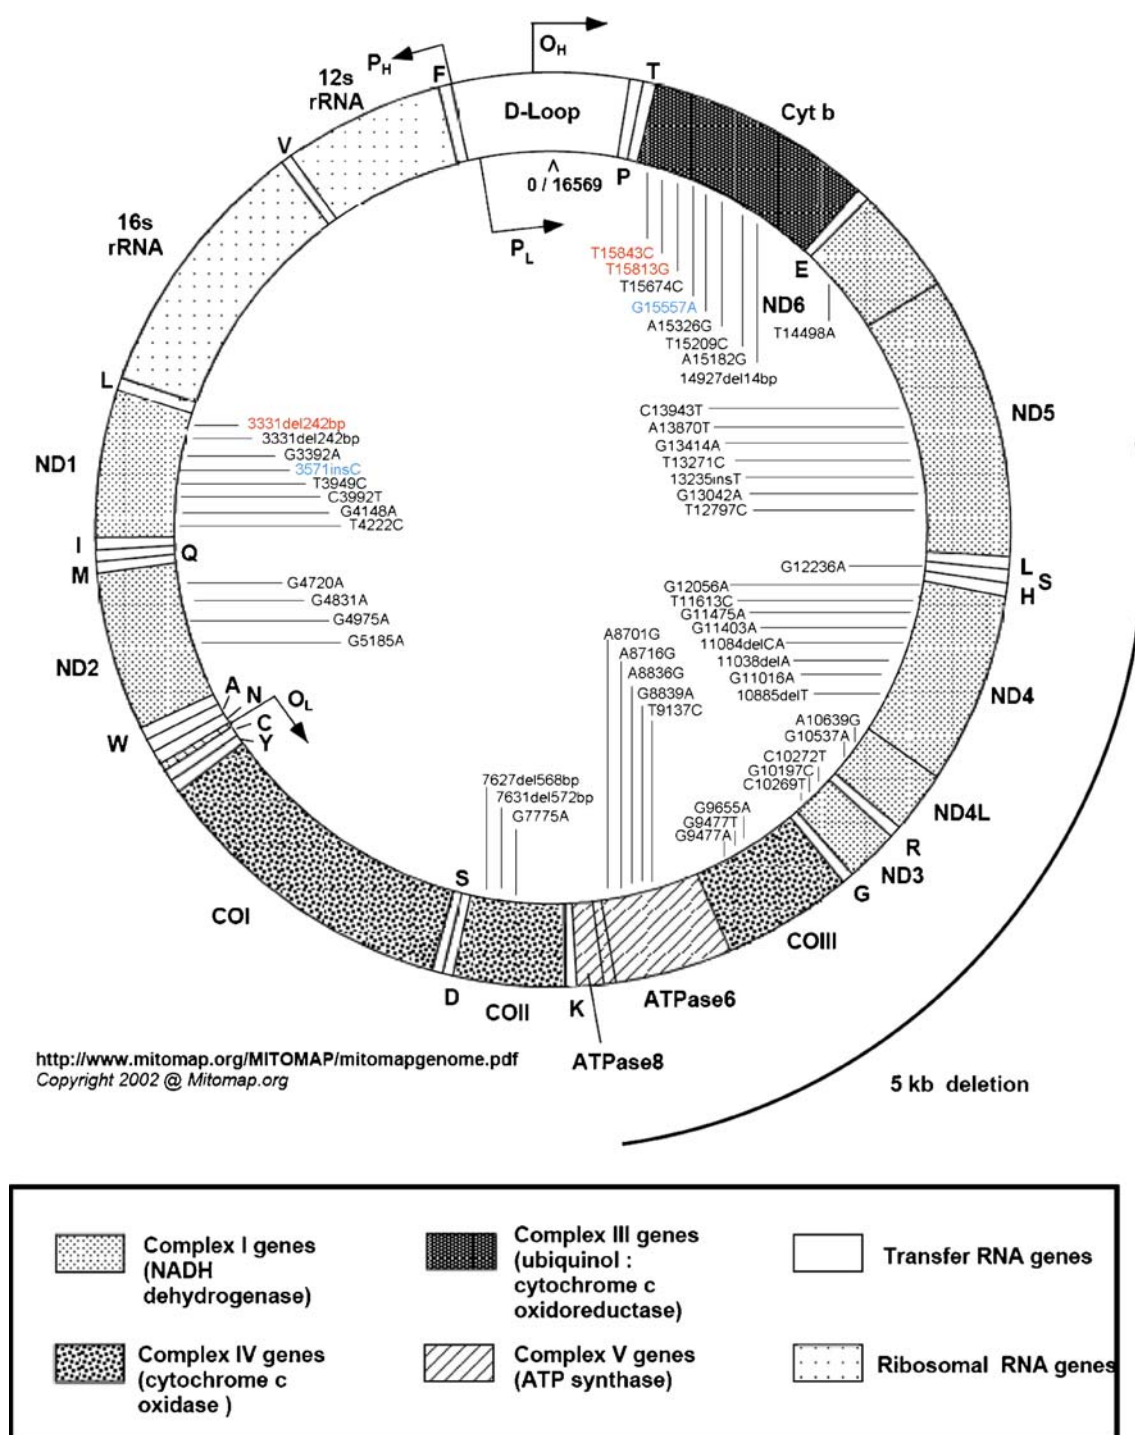 O_H
P_H
12s
rRNA
F
T
D-Loop
Cyt b
V
P
0 / 16569
16s
rRNA
P_L
E
T15843C
T15813G
T15674C
G15557A
ND6
A15326G
T14498A
T15209C
A15182G
14927del14bp
L
3331del242bp
3331del242bp
G3392A
3571insC
T3949C
C3992T
G4148A
T4222C
ND1
C13943T
A13870T
G13414A
T13271C
13235insT
G13042A
T12797C
ND5
I
Q
M
G12236A
L
S
H
G4720A
G4831A
G4975A
G5185A
ND2
G12056A
T11613C
G11475A
G11403A
11084delCA
11038delA
G11016A
10885delT
ND4
A8701G
A8716G
A8836G
G8839A
T9137C
A
N
O_L
C
Y
W
A10639G
G10537A
C10272T
G10197C
C10269T
7627del568bp
7631del572bp
G7775A
G9655A
G9477T
G9477A
ND4L
R
ND3
G
S
COI
COIII
D
COII
K
ATPase6
ATPase8
http://www.mitomap.org/MITOMAP/mitomapgenome.pdf
Copyright 2002 @ Mitomap.org
5 kb deletion
Complex I genes
(NADH
dehydrogenase)
Complex III genes
(ubiquinol :
cytochrome c
oxidoreductase)
Transfer RNA genes
Complex IV genes
(cytochrome c
oxidase )
Complex V genes
(ATP synthase)
Ribosomal RNA genes